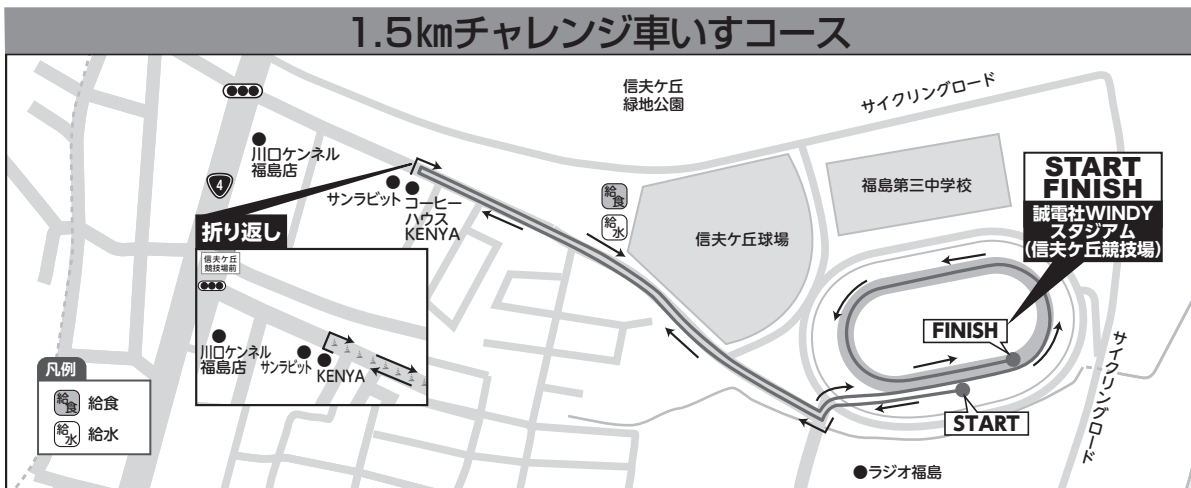 1.5㎞チャレンジ車いすコース
信夫ケ丘
緑地公園
サイクリングロード
川口ケンネル
福島店
4
サンラビット
コーヒー
ハウス
KENYA
給食
給水
信夫ケ丘球場
福島第三中学校
START
FINISH
誠電社WINDY
スタジアム
(信夫ケ丘競技場)
折り返し
信夫ケ丘
競技場前
川口ケンネル
福島店
サンラビット
KENYA
FINISH
START
サイクリングロード
凡例
給食 給食
給水 給水
ラジオ福島